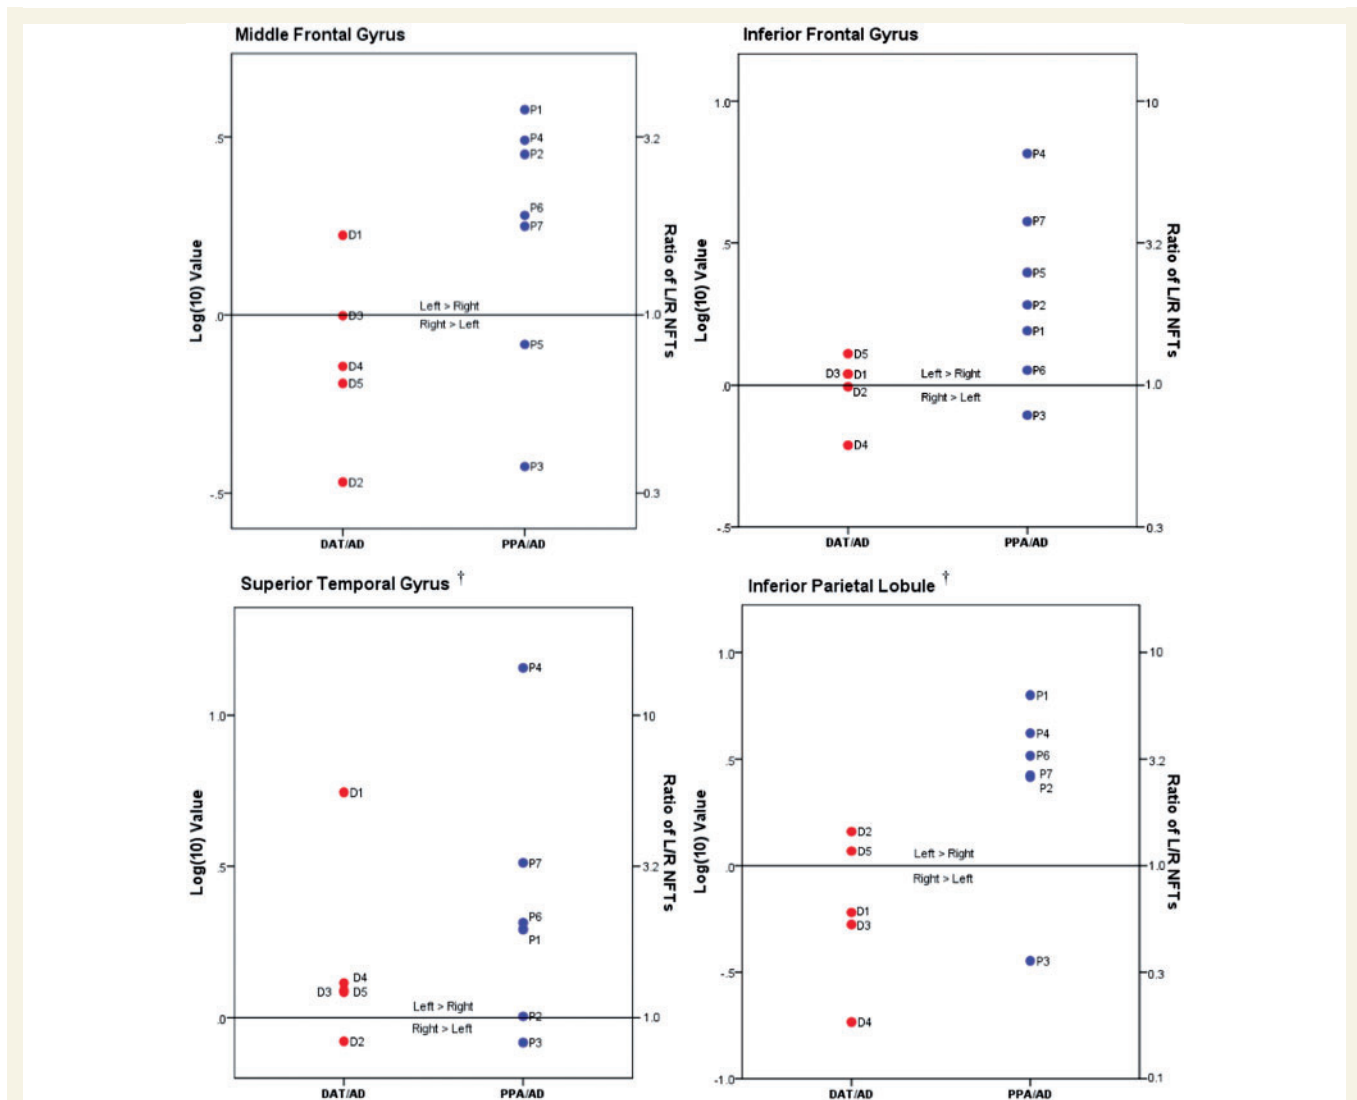 Middle Frontal Gyrus
.5
.0
-.5
Log(10) Value
P1
P4
P2
P6
P7
D1
Left > Right
D3
Right > Left
P5
D4
D5
P3
D2
3.2
1.0
0.3
Ratio of L/R NFTs
DAT/AD PPA/AD
Inferior Frontal Gyrus
1.0
.5
.0
-.5
Log(10) Value
P4
P7
P5
P2
P1
D5
D3 D1
Left > Right
P6
D2
Right > Left
P3
D4
10
3.2
1.0
0.3
Ratio of L/R NFTs
DAT/AD PPA/AD
Superior Temporal Gyrus †
1.0
.5
.0
Log(10) Value
P4
D1
P7
P6
P1
D4
D3 D5
Left > Right
P2
Right > Left
D2
P3
10
3.2
1.0
Ratio of L/R NFTs
DAT/AD PPA/AD
Inferior Parietal Lobule †
1.0
.5
.0
-.5
-1.0
Log(10) Value
P1
P4
P6
P7
P2
D2
D5
Left > Right
Right > Left
D1
D3
P3
D4
10
3.2
1.0
0.3
0.1
Ratio of L/R NFTs
DAT/AD PPA/AD